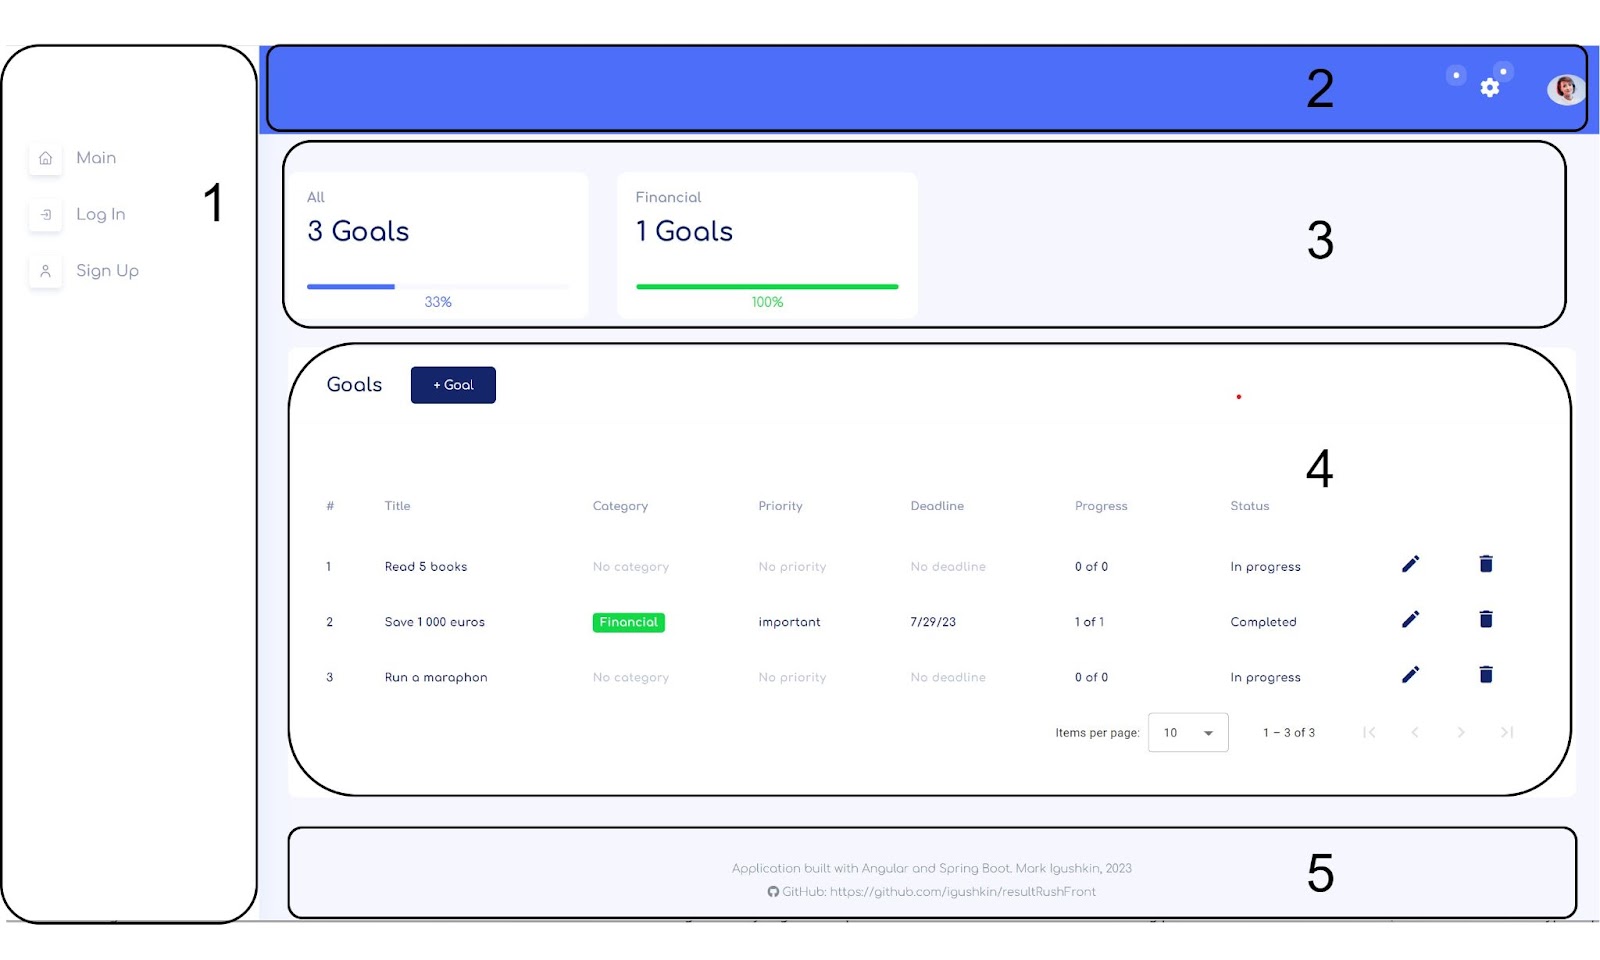 Main
Log In
Sign Up
1
2
All
3 Goals
33%
Financial
1 Goals
100%
3
Goals
+ Goal
4
# Title Category Priority Deadline Progress Status
1 Read 5 books No category No priority No deadline 0 of 0 In progress
2 Save 1 000 euros Financial important 7/29/23 1 of 1 Completed
3 Run a maraphon No category No priority No deadline 0 of 0 In progress
Items per page: 10 1 – 3 of 3
Application built with Angular and Spring Boot. Mark Igushkin, 2023
GitHub: https://github.com/igushkin/resultRushFront
5